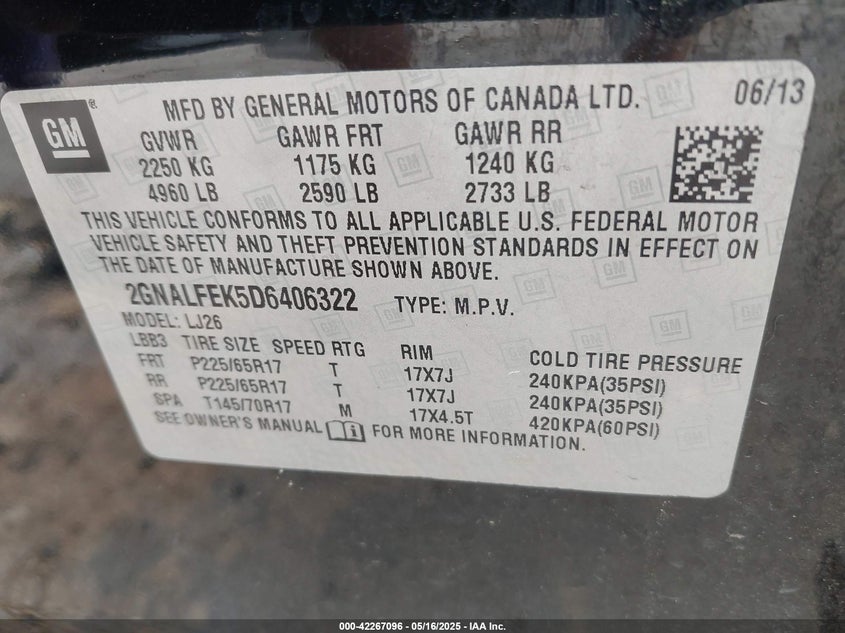 GM ®
MFD BY GENERAL MOTORS OF CANADA LTD. 06/13
GVWR GAWR FRT GAWR RR
2250 KG 1175 KG 1240 KG
4960 LB 2590 LB 2733 LB
THIS VEHICLE CONFORMS TO ALL APPLICABLE U.S. FEDERAL MOTOR
VEHICLE SAFETY AND THEFT PREVENTION STANDARDS IN EFFECT ON
THE DATE OF MANUFACTURE SHOWN ABOVE.
2GNALFEK5D6406322 TYPE: M.P.V.
MODEL: LJ26
LBB3 TIRE SIZE SPEED RTG RIM COLD TIRE PRESSURE
FRT P225/65R17 T 17X7J 240KPA(35PSI)
RR P225/65R17 T 17X7J 240KPA(35PSI)
SPA T145/70R17 M 17X4.5T 420KPA(60PSI)
SEE OWNER'S MANUAL i FOR MORE INFORMATION.
000-42267096 — 05/16/2025 — IAA Inc.